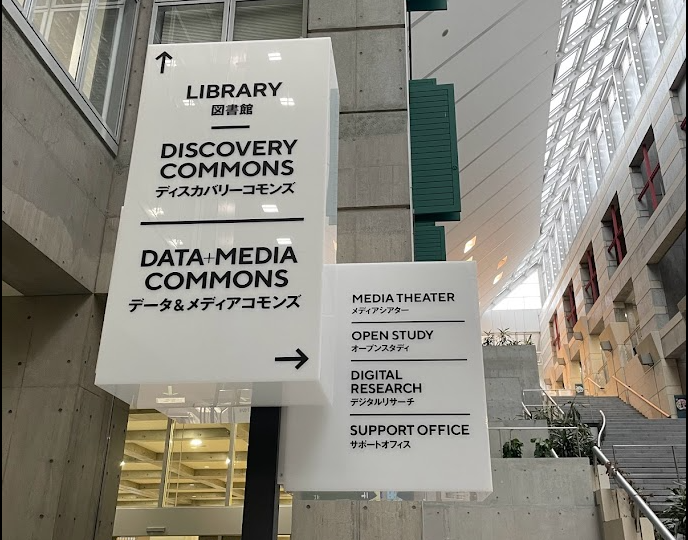 ↑
LIBRARY
図書館
DISCOVERY
COMMONS
ディスカバリーコモンズ
DATA+MEDIA
COMMONS
データ&メディアコモンズ
→
MEDIA THEATER
メディアシアター
OPEN STUDY
オープンスタディ
DIGITAL
RESEARCH
デジタルリサーチ
SUPPORT OFFICE
サポートオフィス